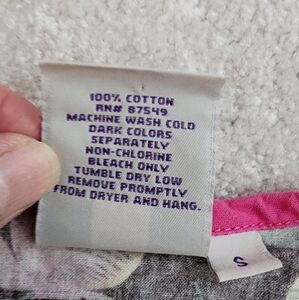 100% COTTON
RN# 87549
MACHINE WASH COLD
DARK COLORS
SEPARATELY
NON-CHLORINE
BLEACH ONLY
TUMBLE DRY LOW
REMOVE PROMPTLY
FROM DRYER AND HANG.
S